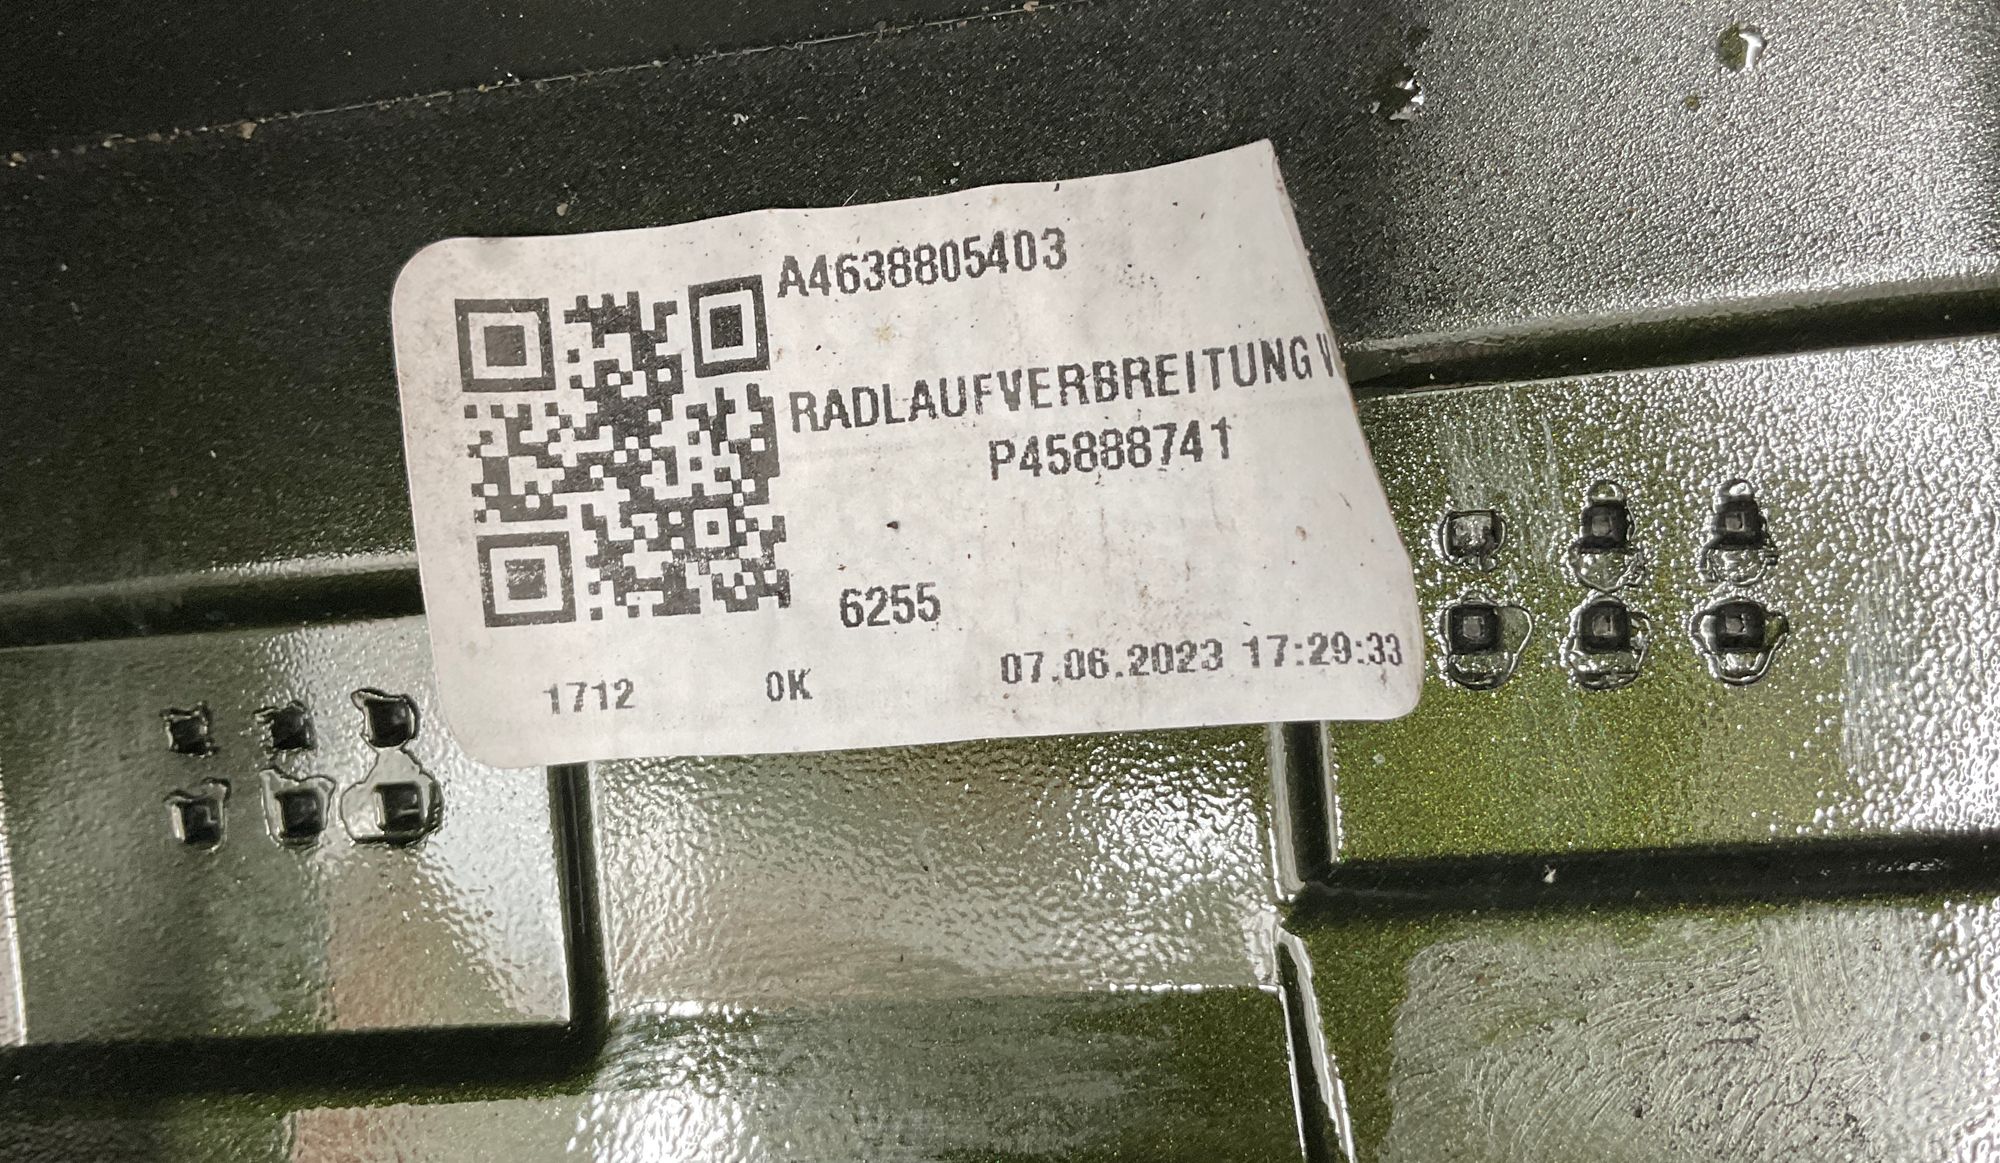 A4638805403
RADLAUFVERBREITUNG
P45888741
6255
1712 OK 07.06.2023 17:29:33